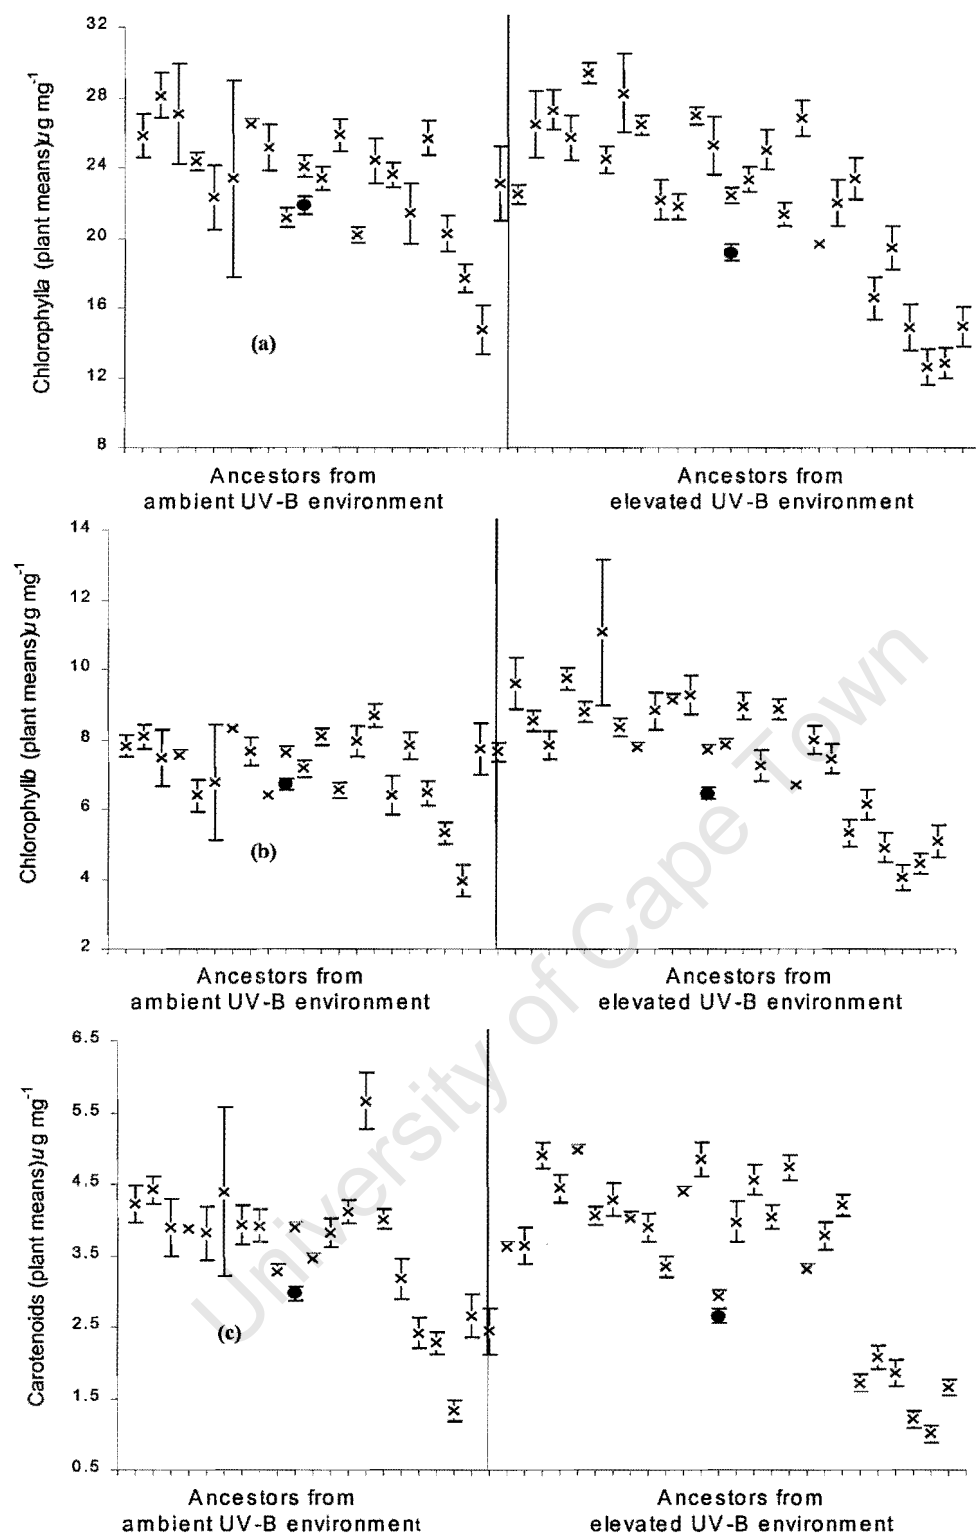 32
28
24
20
16
12
8
Chlorophylla (plant means)µg mg-1
(a)
Ancestors from
ambient UV-B environment
Ancestors from
elevated UV-B environment
14
12
10
8
6
4
2
Chlorophyllb (plant means)µg mg-1
(b)
Ancestors from
ambient UV-B environment
Ancestors from
elevated UV-B environment
6.5
5.5
4.5
3.5
2.5
1.5
0.5
Carotenoids (plant means)µg mg-1
(c)
Ancestors from
ambient UV-B environment
Ancestors from
elevated UV-B environment
University of Cape Town